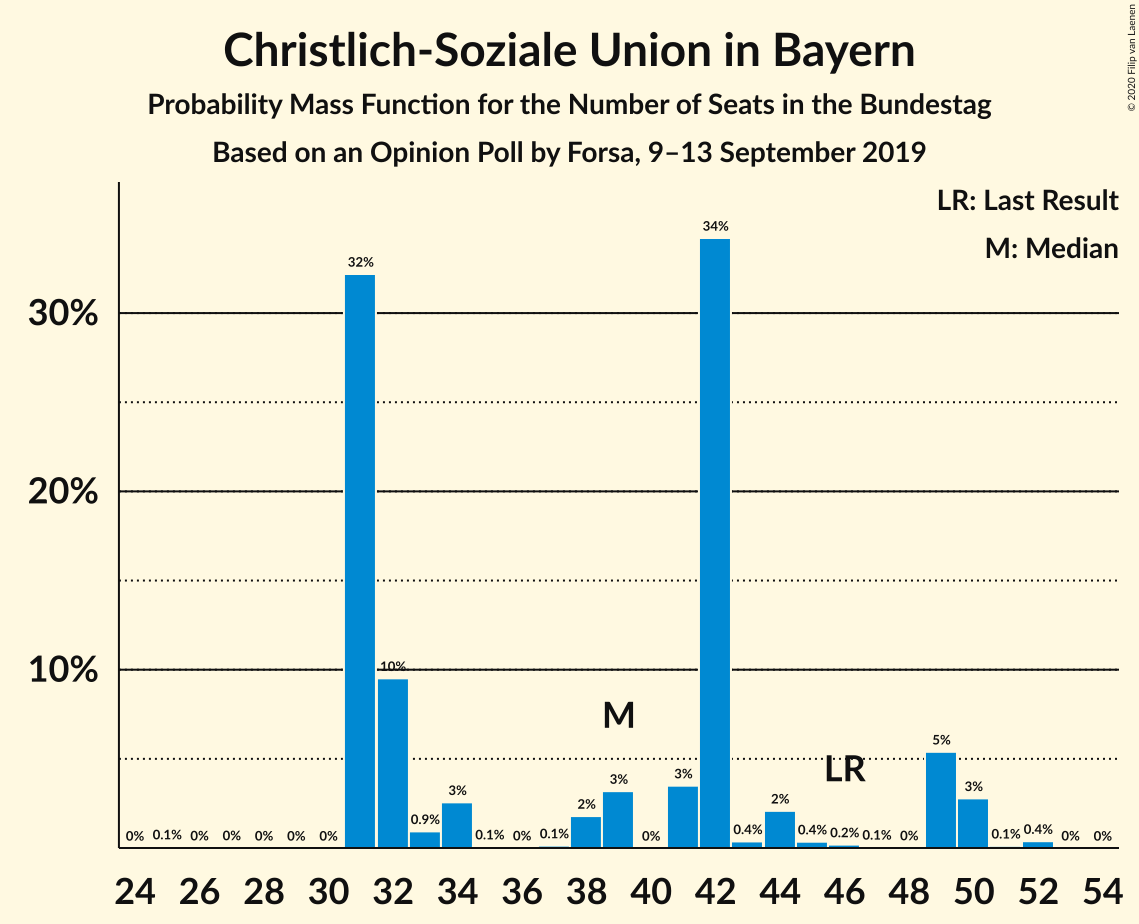 Christlich-Soziale Union in Bayern
Probability Mass Function for the Number of Seats in the Bundestag
Based on an Opinion Poll by Forsa, 9–13 September 2019
© 2020 Filip van Laenen
LR: Last Result
M: Median
30%
20%
10%
0% 0.1% 0% 0% 0% 0% 0% 32% 10% 0.9% 3% 0.1% 0% 0.1% 2% 3% 0% 3% 34% 0.4% 2% 0.4% 0.2% 0.1% 0% 5% 3% 0.1% 0.4% 0% 0%
M
LR
24 26 28 30 32 34 36 38 40 42 44 46 48 50 52 54